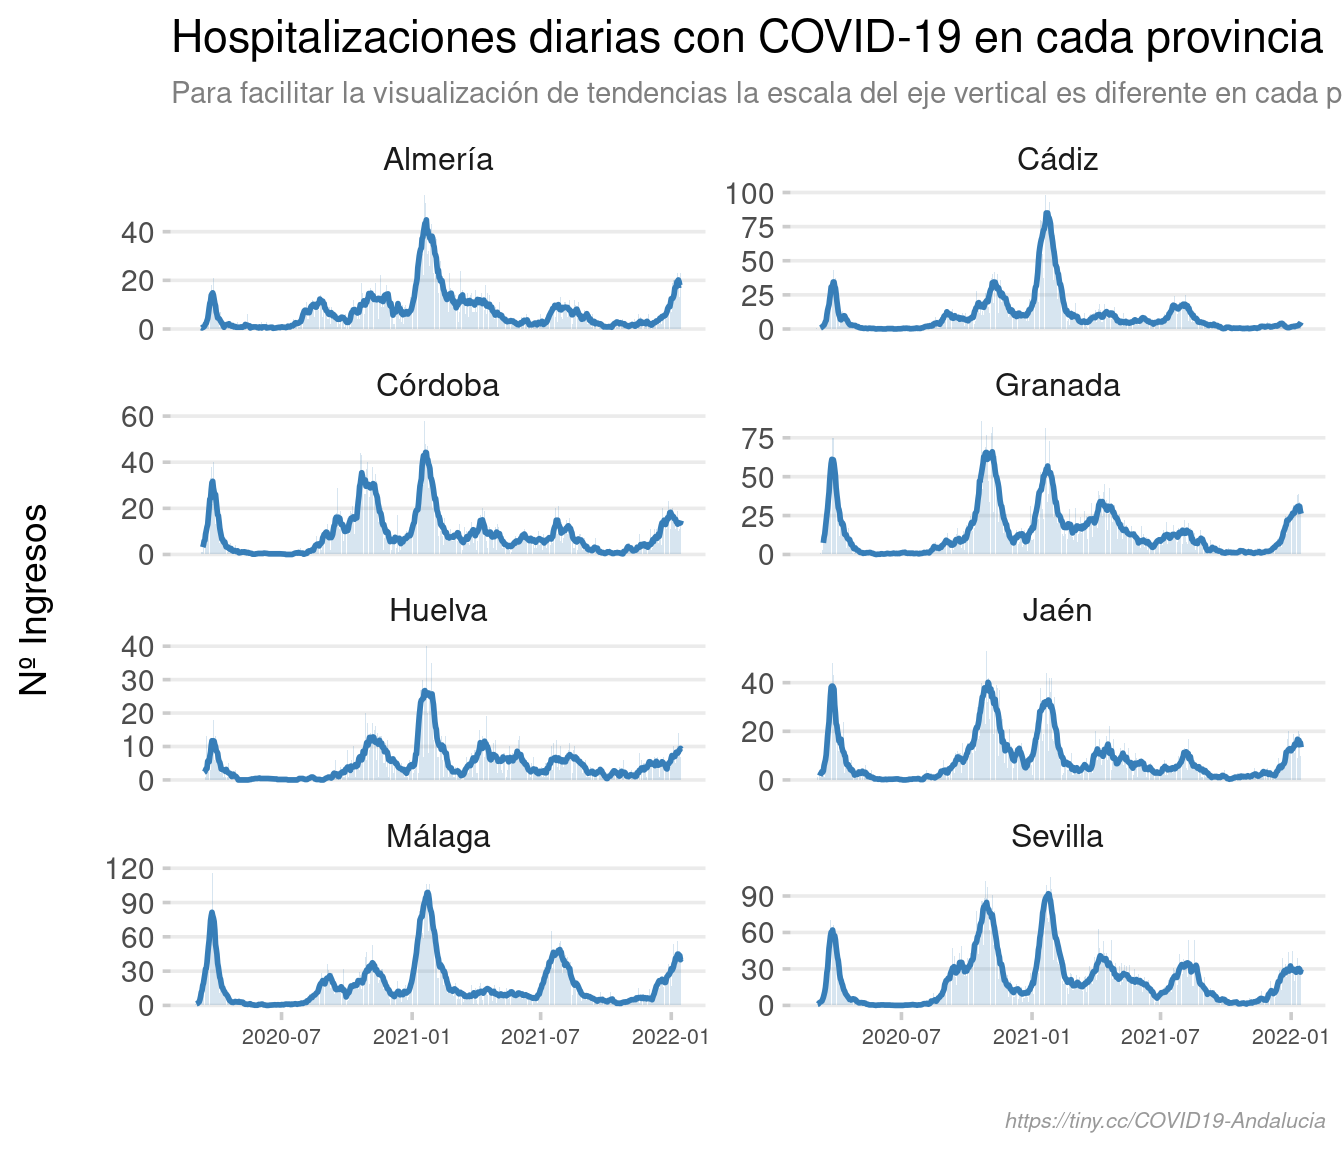 Hospitalizaciones diarias con COVID-19 en cada provincia
Para facilitar la visualización de tendencias la escala del eje vertical es diferente en cada p
Almería
Cádiz
40
20
0
100
75
50
25
0
Córdoba
Granada
60
40
20
0
75
50
25
0
Nº Ingresos
Huelva
Jaén
40
30
20
10
0
40
20
0
Málaga
Sevilla
120
90
60
30
0
90
60
30
0
2020-07 2021-01 2021-07 2022-01
2020-07 2021-01 2021-07 2022-01
https://tiny.cc/COVID19-Andalucia